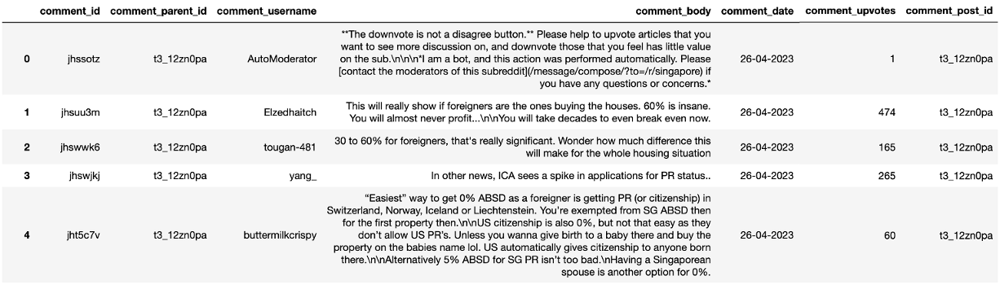 comment_id comment_parent_id comment_username comment_body comment_date comment_upvotes comment_post_id
**The downvote is not a disagree button.** Please help to upvote articles that you
want to see more discussion on, and downvote those that you feel has little value
0 jhssotz t3_12zn0pa AutoModerator on the sub.\n\n\n*I am a bot, and this action was performed automatically. Please 26-04-2023 1 t3_12zn0pa
[contact the moderators of this subreddit](/message/compose/?to=/r/singapore) if
you have any questions or concerns.*
1 jhsuu3m t3_12zn0pa Elzedhaitch This will really show if foreigners are the ones buying the houses. 60% is insane. 26-04-2023 474 t3_12zn0pa
You will almost never profit...\n\nYou will take decades to even break even now.
2 jhswwk6 t3_12zn0pa tougan-481 30 to 60% for foreigners, that's really significant. Wonder how much difference this 26-04-2023 165 t3_12zn0pa
will make for the whole housing situation
3 jhswjkj t3_12zn0pa yang_ In other news, ICA sees a spike in applications for PR status.. 26-04-2023 265 t3_12zn0pa
“Easiest” way to get 0% ABSD as a foreigner is getting PR (or citizenship) in
Switzerland, Norway, Iceland or Liechtenstein. You’re exempted from SG ABSD then
for the first property then.\n\nUS citizenship is also 0%, but not that easy as they
4 jht5c7v t3_12zn0pa buttermilkcrispy don’t allow US PR’s. Unless you wanna give birth to a baby there and buy the 26-04-2023 60 t3_12zn0pa
property on the babies name lol. US automatically gives citizenship to anyone born
there.\n\nAlternatively 5% ABSD for SG PR isn’t too bad.\nHaving a Singaporean
spouse is another option for 0%.